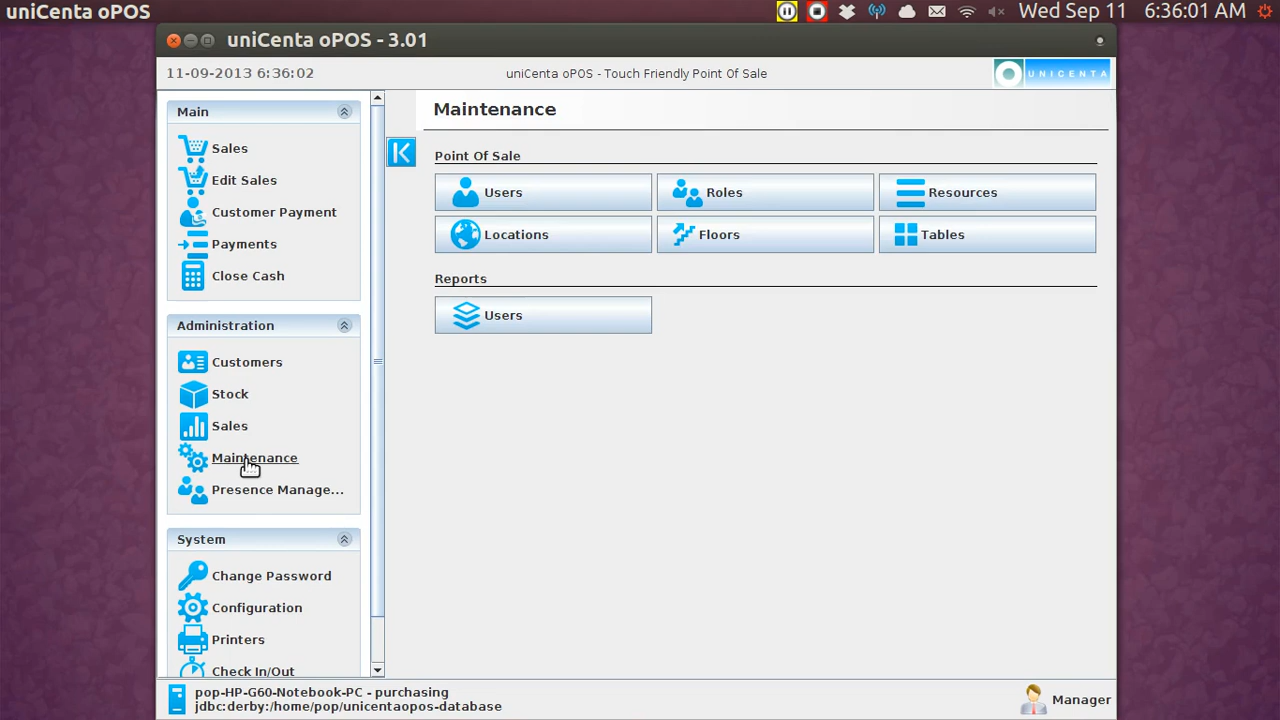 uniCenta oPOS
Wed Sep 11 6:36:01 AM
uniCenta oPOS - 3.01
11-09-2013 6:36:02
uniCenta oPOS - Touch Friendly Point Of Sale
UNICENTA
Main
Sales
Edit Sales
Customer Payment
Payments
Close Cash
Administration
Customers
Stock
Sales
Maintenance
Presence Manage...
System
Change Password
Configuration
Printers
Check In/Out
Maintenance
Point Of Sale
Users
Roles
Resources
Locations
Floors
Tables
Reports
Users
pop-HP-G60-Notebook-PC - purchasing
jdbc:derby:/home/pop/unicentaopos-database
Manager